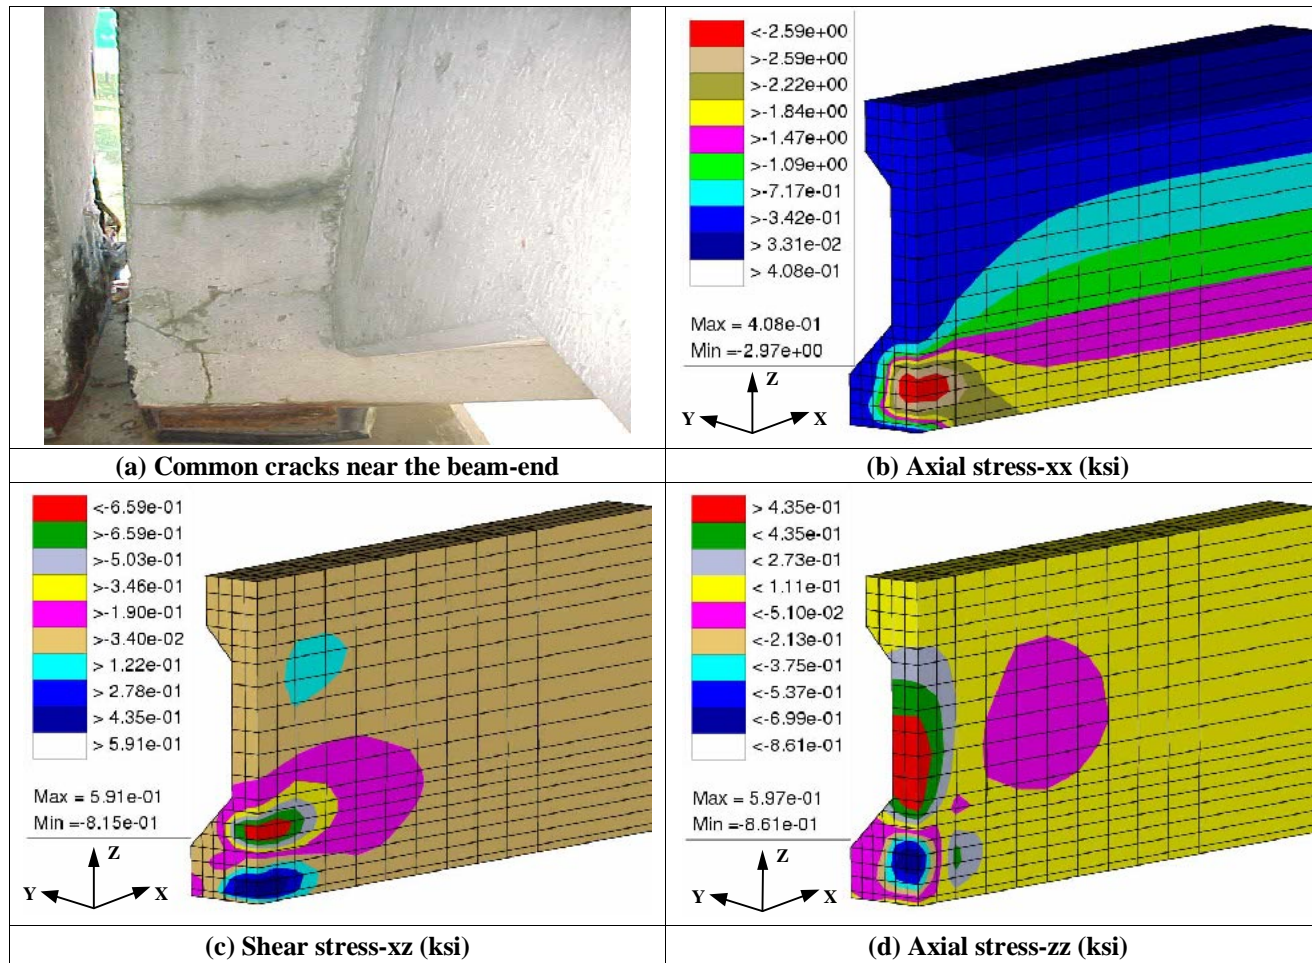 <-2.59e+00
>-2.59e+00
>-2.22e+00
>-1.84e+00
>-1.47e+00
>-1.09e+00
>-7.17e-01
>-3.42e-01
> 3.31e-02
> 4.08e-01
Max = 4.08e-01
Min =-2.97e+00
Z
Y
X
(a) Common cracks near the beam-end
(b) Axial stress-xx (ksi)
<-6.59e-01
>-6.59e-01
>-5.03e-01
>-3.46e-01
>-1.90e-01
>-3.40e-02
> 1.22e-01
> 2.78e-01
> 4.35e-01
> 5.91e-01
Max = 5.91e-01
Min =-8.15e-01
Z
Y
X
(c) Shear stress-xz (ksi)
> 4.35e-01
< 4.35e-01
< 2.73e-01
< 1.11e-01
<-5.10e-02
<-2.13e-01
<-3.75e-01
<-5.37e-01
<-6.99e-01
<-8.61e-01
Max = 5.97e-01
Min =-8.61e-01
Z
Y
X
(d) Axial stress-zz (ksi)